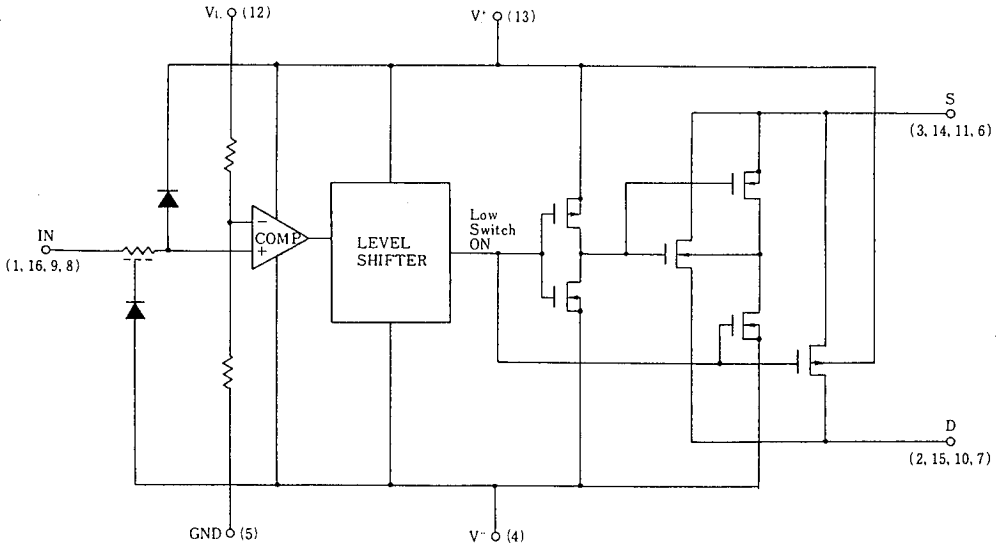 VL (12)
V+ (13)
S
(3, 14, 11, 6)
IN
(1, 16, 9, 8)
−
COMP
+
LEVEL
SHIFTER
Low
Switch
ON
D
(2, 15, 10, 7)
GND (5)
V− (4)